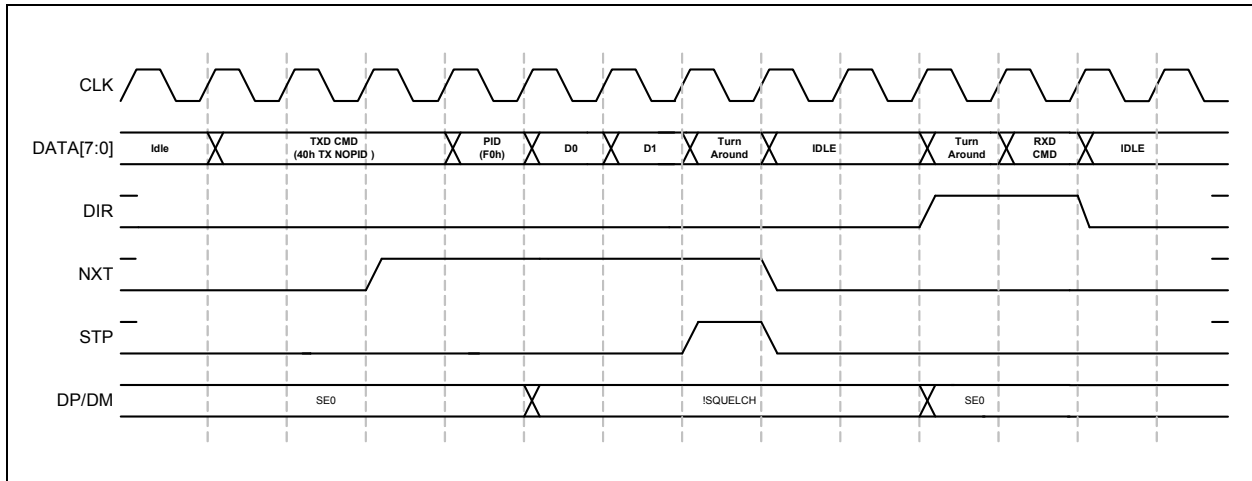 CLK
DATA[7:0]
Idle
TXD CMD
(40h TX NOPID )
PID
(F0h)
D0
D1
Turn
Around
IDLE
Turn
Around
RXD
CMD
IDLE
DIR
NXT
STP
DP/DM
SE0
!SQUELCH
SE0